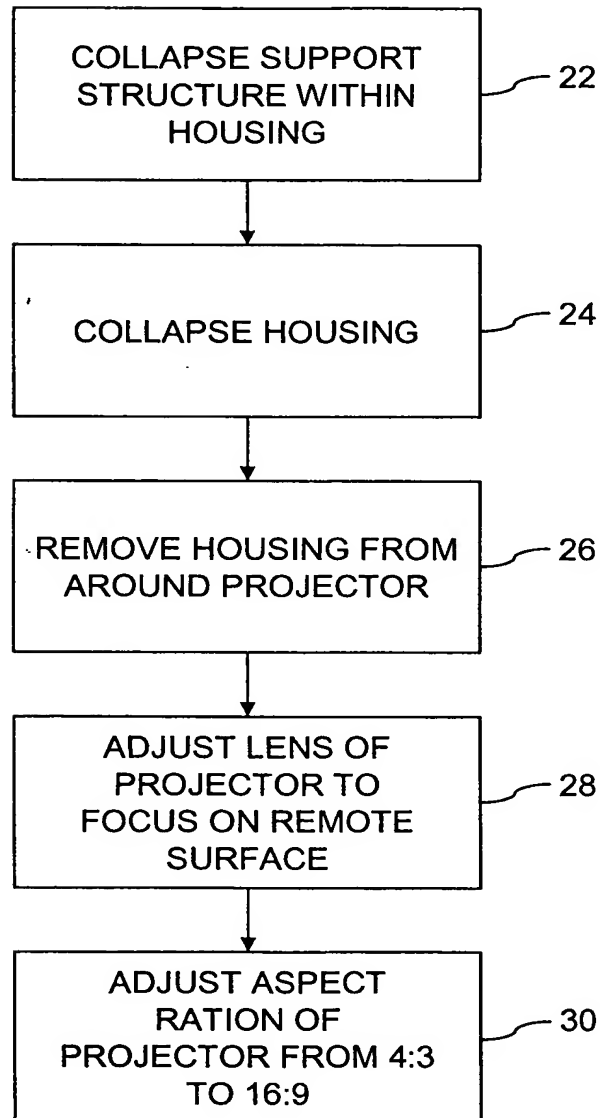 COLLAPSE SUPPORT
STRUCTURE WITHIN
HOUSING
22
COLLAPSE HOUSING
24
REMOVE HOUSING FROM
AROUND PROJECTOR
26
ADJUST LENS OF
PROJECTOR TO
FOCUS ON REMOTE
SURFACE
28
ADJUST ASPECT
RATION OF
PROJECTOR FROM 4:3
TO 16:9
30